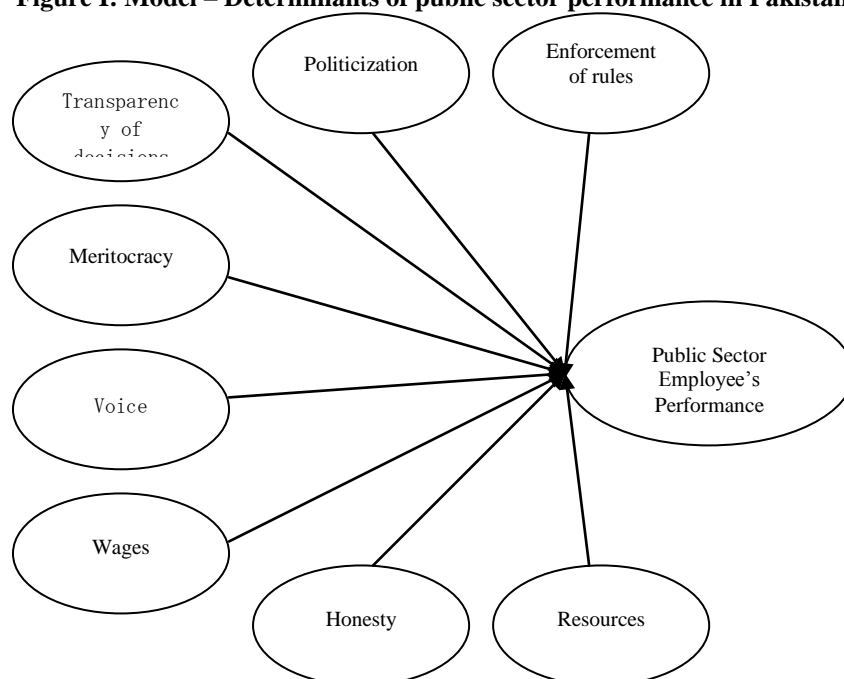 Figure 1: Model – Determinants of public sector performance in Pakistan
Politicization
Enforcement
of rules
Transparenc
y of
decisions
Meritocracy
Public Sector
Employee’s
Performance
Voice
Wages
Honesty
Resources